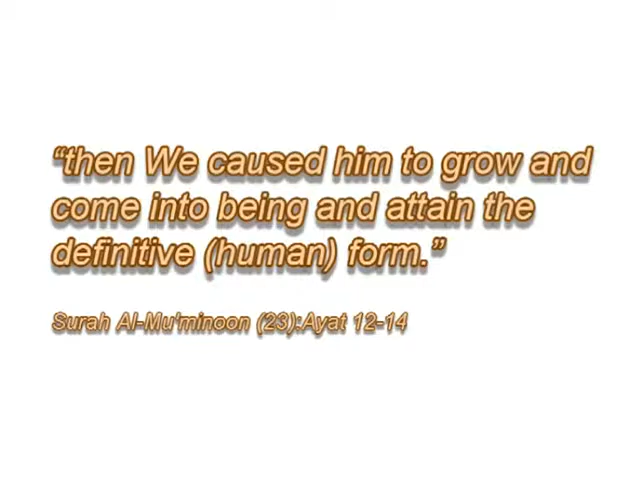 “then We caused him to grow and
come into being and attain the
definitive (human) form.”
Surah Al-Mu'minoon (23):Ayat 12-14